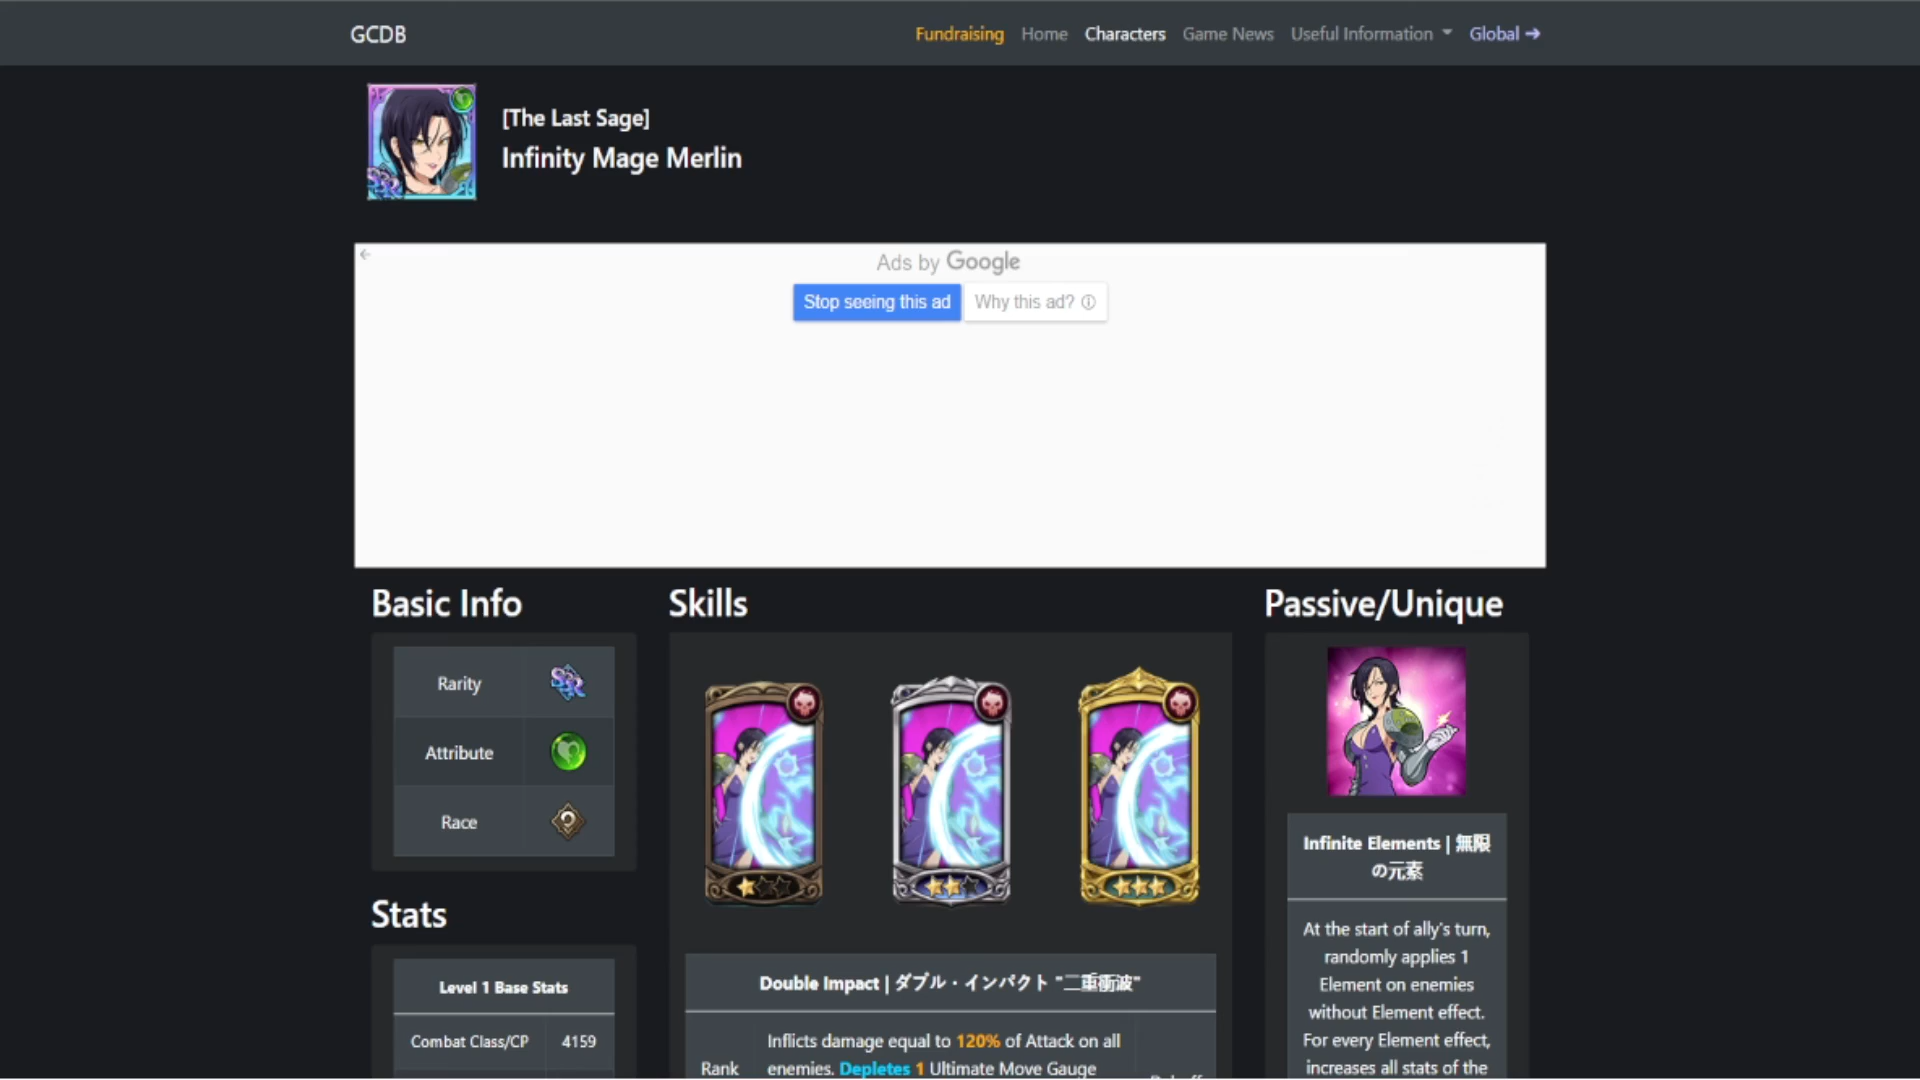 GCDB
Fundraising Home Characters Game News Useful Information Global
[The Last Sage]
Infinity Mage Merlin
Ads by Google
Stop seeing this ad Why this ad?
Basic Info
Rarity SSR
Attribute
Race
Stats
Level 1 Base Stats
Combat Class/CP 4159
Skills
Double Impact | ダブル・インパクト "二重衝波"
Rank
Inflicts damage equal to 120% of Attack on all
enemies. Depletes 1 Ultimate Move Gauge
Passive/Unique
Infinite Elements | 無限
の元素
At the start of ally's turn,
randomly applies 1
Element on enemies
without Element effect.
For every Element effect,
increases all stats of the